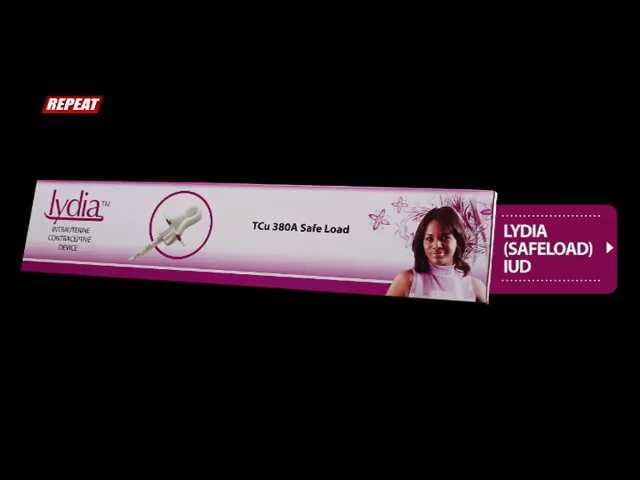 REPEAT
lydia™
INTRAUTERINE
CONTRACEPTIVE
DEVICE
TCu 380A Safe Load
LYDIA
(SAFELOAD)
IUD